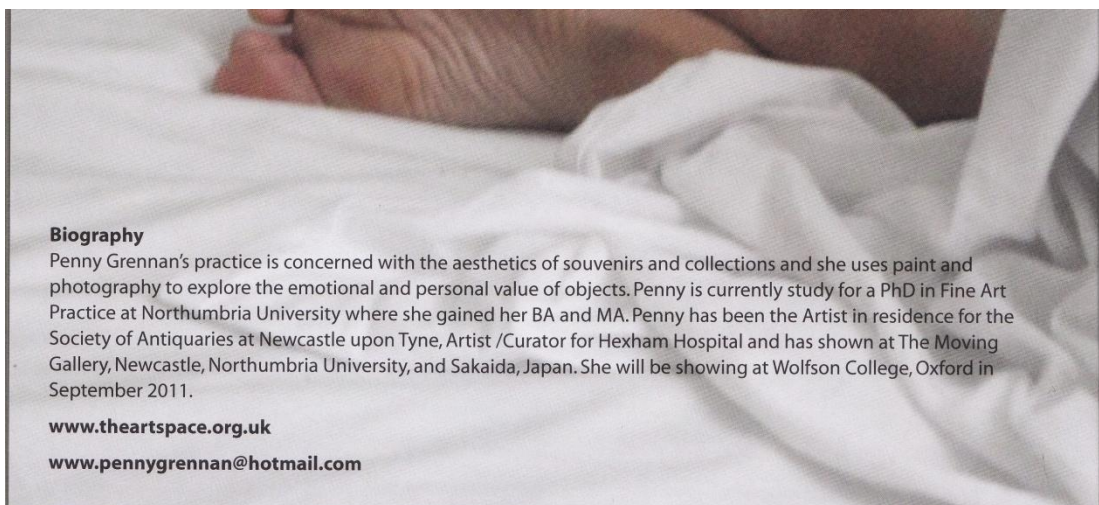 Biography
Penny Grennan's practice is concerned with the aesthetics of souvenirs and collections and she uses paint and
photography to explore the emotional and personal value of objects. Penny is currently study for a PhD in Fine Art
Practice at Northumbria University where she gained her BA and MA. Penny has been the Artist in residence for the
Society of Antiquaries at Newcastle upon Tyne, Artist /Curator for Hexham Hospital and has shown at The Moving
Gallery, Newcastle, Northumbria University, and Sakaida, Japan. She will be showing at Wolfson College, Oxford in
September 2011.
www.theartspace.org.uk
www.pennygrennan@hotmail.com